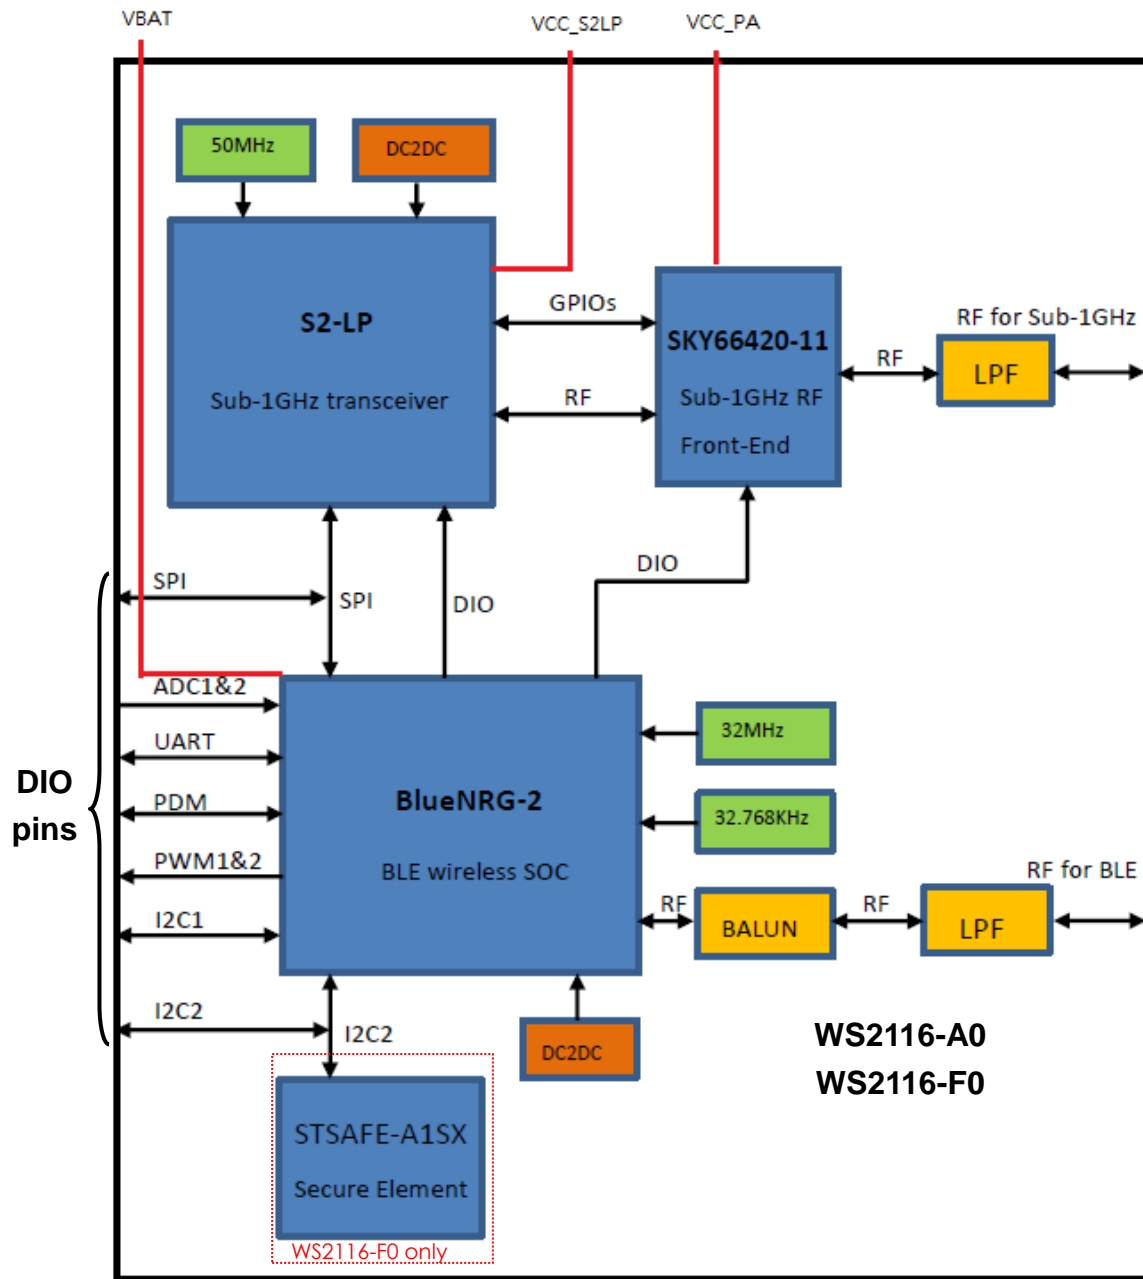 VBAT
VCC_S2LP
VCC_PA
50MHz
DC2DC
S2-LP
Sub-1GHz transceiver
GPIOs
RF
SKY66420-11
Sub-1GHz RF
Front-End
RF
RF for Sub-1GHz
LPF
SPI
SPI
DIO
DIO
DIO
pins
ADC1&2
UART
PDM
PWM1&2
I2C1
I2C2
BlueNRG-2
BLE wireless SOC
32MHz
32.768KHz
RF
BALUN
RF
RF for BLE
LPF
I2C2
DC2DC
WS2116-A0
WS2116-F0
STSAFE-A1SX
Secure Element
WS2116-F0 only